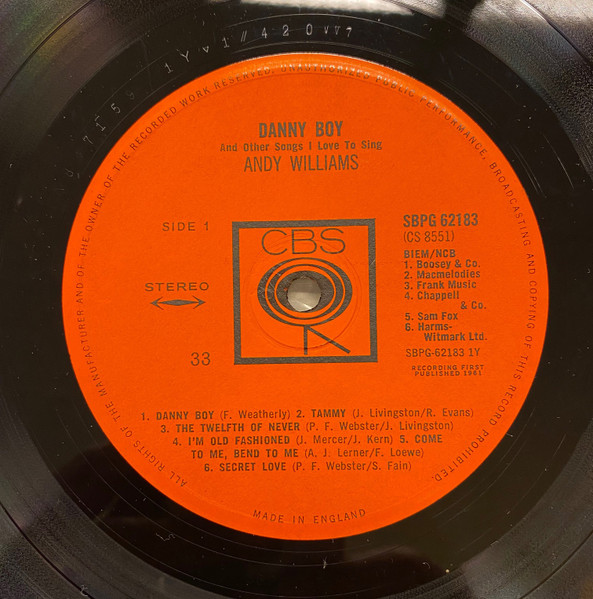 1Y▿1 // 420 ▿▿7
ALL RIGHTS OF THE MANUFACTURER AND OF THE OWNER OF THE RECORDED WORK RESERVED. UNAUTHORISED PUBLIC PERFORMANCE, BROADCASTING AND COPYING OF THIS RECORD PROHIBITED.
DANNY BOY
And Other Songs I Love To Sing
ANDY WILLIAMS
SIDE 1
STEREO
33
CBS
SBPG 62183
(CS 8551)
BIEM/NCB
1. Boosey & Co.
2. Macmelodies
3. Frank Music
4. Chappell
& Co.
5. Sam Fox
6. Harms-
Witmark Ltd.
SBPG-62183 1Y
RECORDING FIRST
PUBLISHED 1961
1. DANNY BOY (F. Weatherly) 2. TAMMY (J. Livingston/R. Evans)
3. THE TWELFTH OF NEVER (P. F. Webster/J. Livingston)
4. I'M OLD FASHIONED (J. Mercer/J. Kern) 5. COME
TO ME, BEND TO ME (A. J. Lerner/F. Loewe)
6. SECRET LOVE (P. F. Webster/S. Fain)
MADE IN ENGLAND